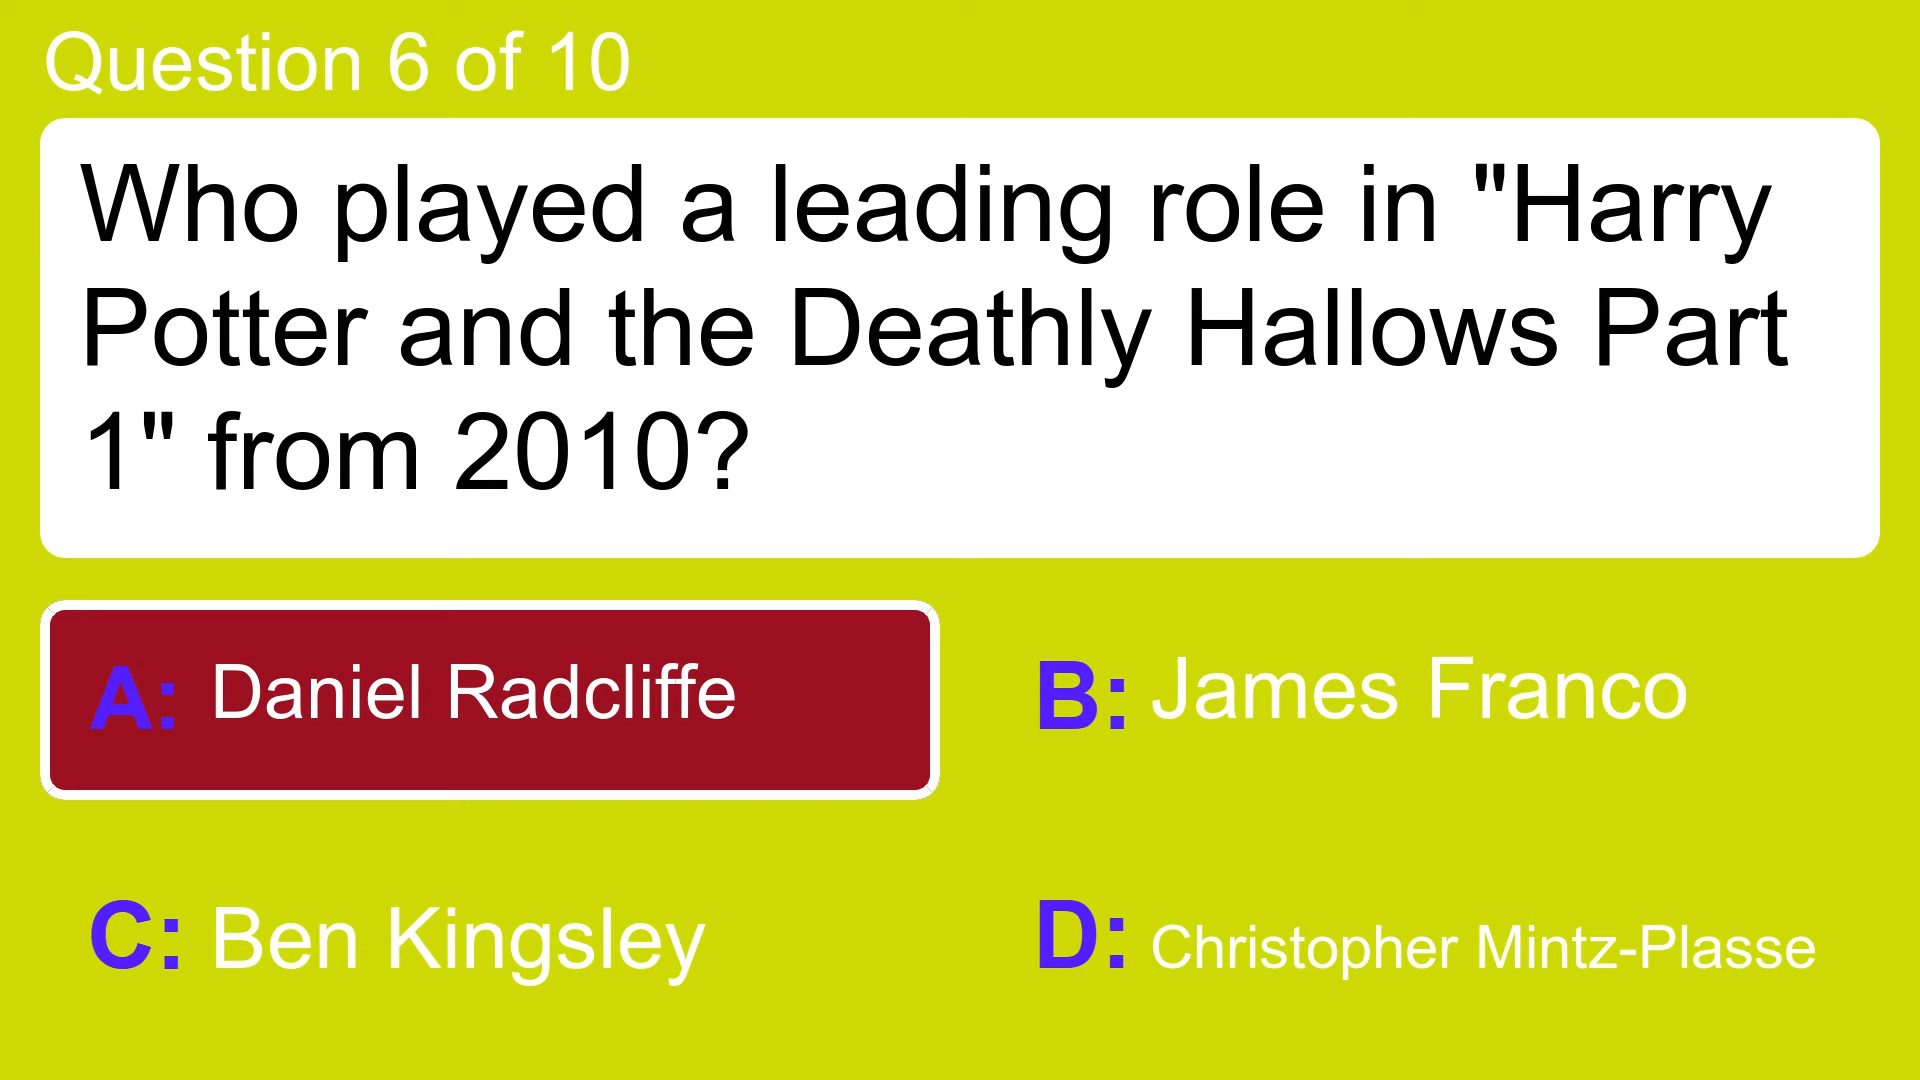 Question 6 of 10
Who played a leading role in "Harry
Potter and the Deathly Hallows Part
1" from 2010?
A: Daniel Radcliffe
B: James Franco
C: Ben Kingsley
D: Christopher Mintz-Plasse